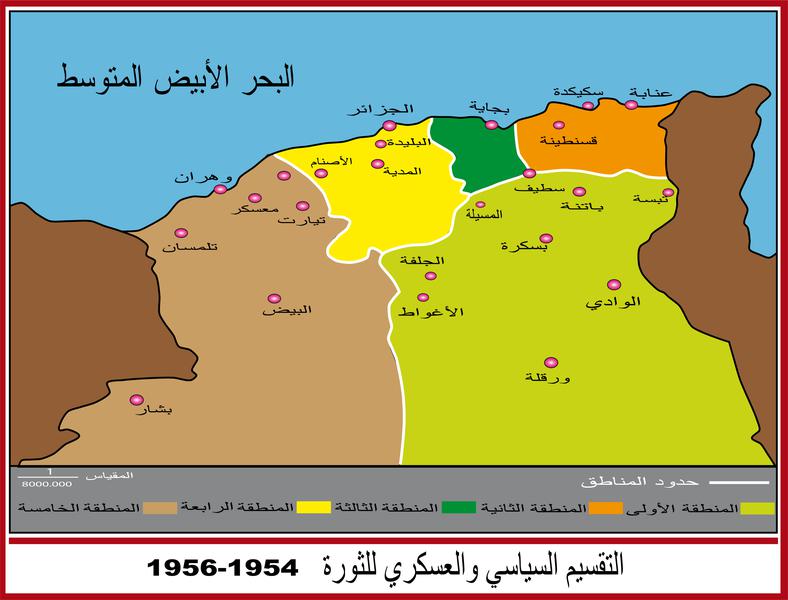 البحر الأبيض المتوسط
عنابة
سكيكدة
بجاية
الجزائر
قسنطينة
البليدة
الأصنام
المدية
وهران
سطيف
تبسة
باتنة
المسيلة
معسكر
تيارت
تلمسان
بسكرة
الجلفة
الوادي
الأغواط
البيض
ورقلة
بشار
حدود المناطق
المقياس 1
8000.000
المنطقة الأولى المنطقة الثانية المنطقة الثالثة المنطقة الرابعة المنطقة الخامسة
التقسيم السياسي والعسكري للثورة 1954-1956